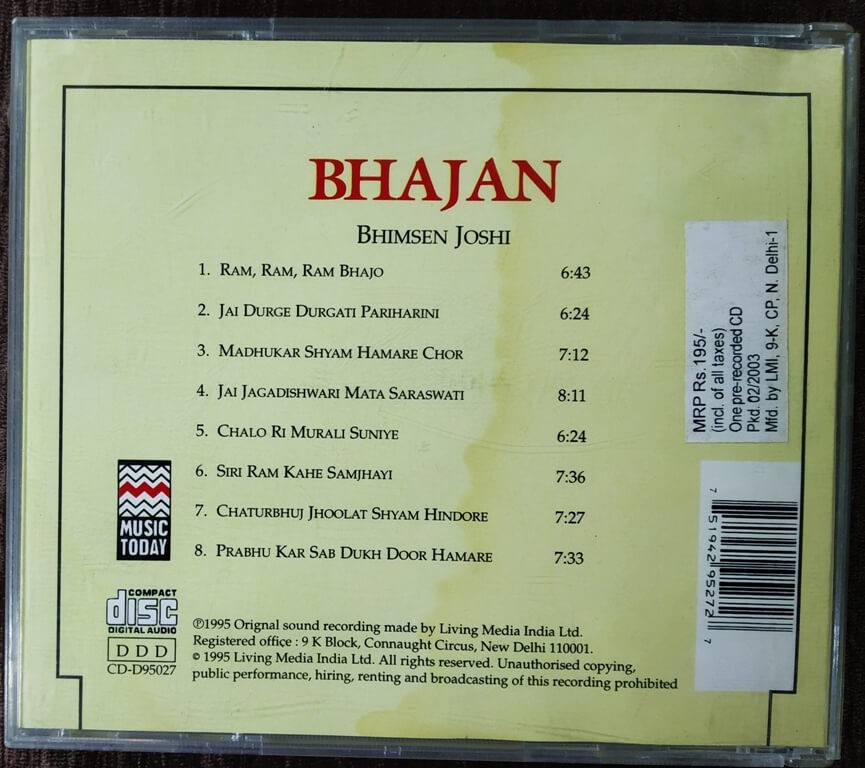 BHAJAN
BHIMSEN JOSHI
1. RAM, RAM, RAM BHAJO 6:43
2. JAI DURGE DURGATI PARIHARINI 6:24
3. MADHUKAR SHYAM HAMARE CHOR 7:12
4. JAI JAGADISHWARI MATA SARASWATI 8:11
5. CHALO RI MURALI SUNIYE 6:24
6. SIRI RAM KAHE SAMJHAYI 7:36
7. CHATURBHUJ JHOOLAT SHYAM HINDORE 7:27
8. PRABHU KAR SAB DUKH DOOR HAMARE 7:33
MUSIC
TODAY
COMPACT
disc
DIGITAL AUDIO
DDD
CD-D95027
℗1995 Orignal sound recording made by Living Media India Ltd.
Registered office : 9 K Block, Connaught Circus, New Delhi 110001.
© 1995 Living Media India Ltd. All rights reserved. Unauthorised copying,
public performance, hiring, renting and broadcasting of this recording prohibited
MRP Rs.195/-
(incl. of all taxes)
One pre-recorded CD
Pkd. 02/2003
Mfd. by LMI, 9-K, CP, N. Delhi-1
7 51942 95272 7